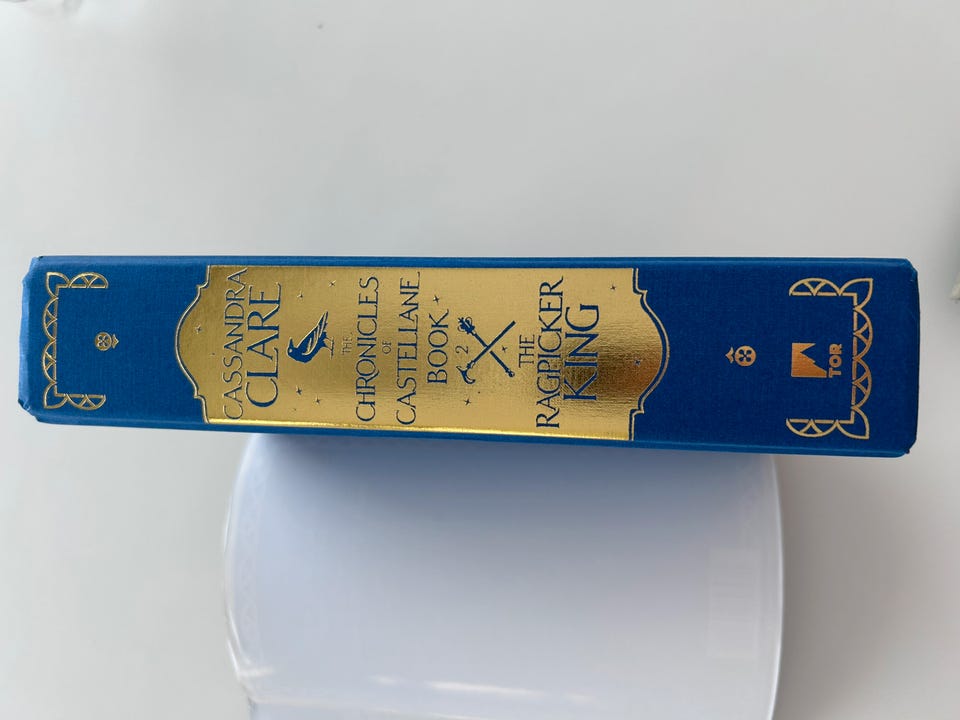 CASSANDRA
CLARE
THE
CHRONICLES
OF
CASTELLANE
BOOK
2
THE
RAGPICKER
KING
TOR